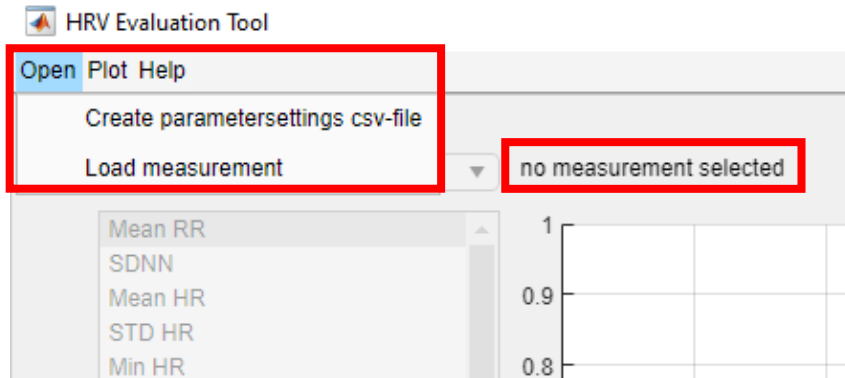 HRV Evaluation Tool
Open Plot Help
Create parametersettings csv-file
Load measurement
no measurement selected
Mean RR
SDNN
Mean HR
STD HR
Min HR
1
0.9
0.8